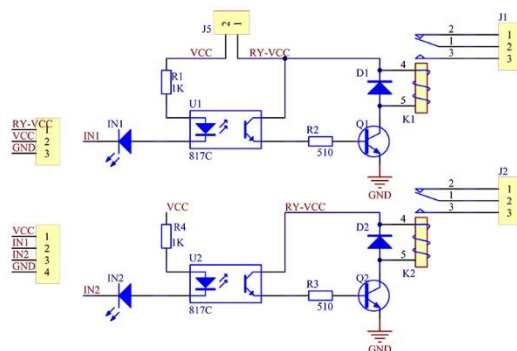 J5
2 1
VCC
RY-VCC
R1
1K
D1
4
5
K1
J1
2
1
3
1
2
3
RY-VCC 1
VCC 2
GND 3
IN1
IN1
U1
817C
R2
510
Q1
GND
VCC 1
IN1 2
IN2 3
GND 4
VCC
R4
1K
RY-VCC
D2
4
5
K2
J2
2
1
3
1
2
3
IN2
IN2
U2
817C
R3
510
Q2
GND